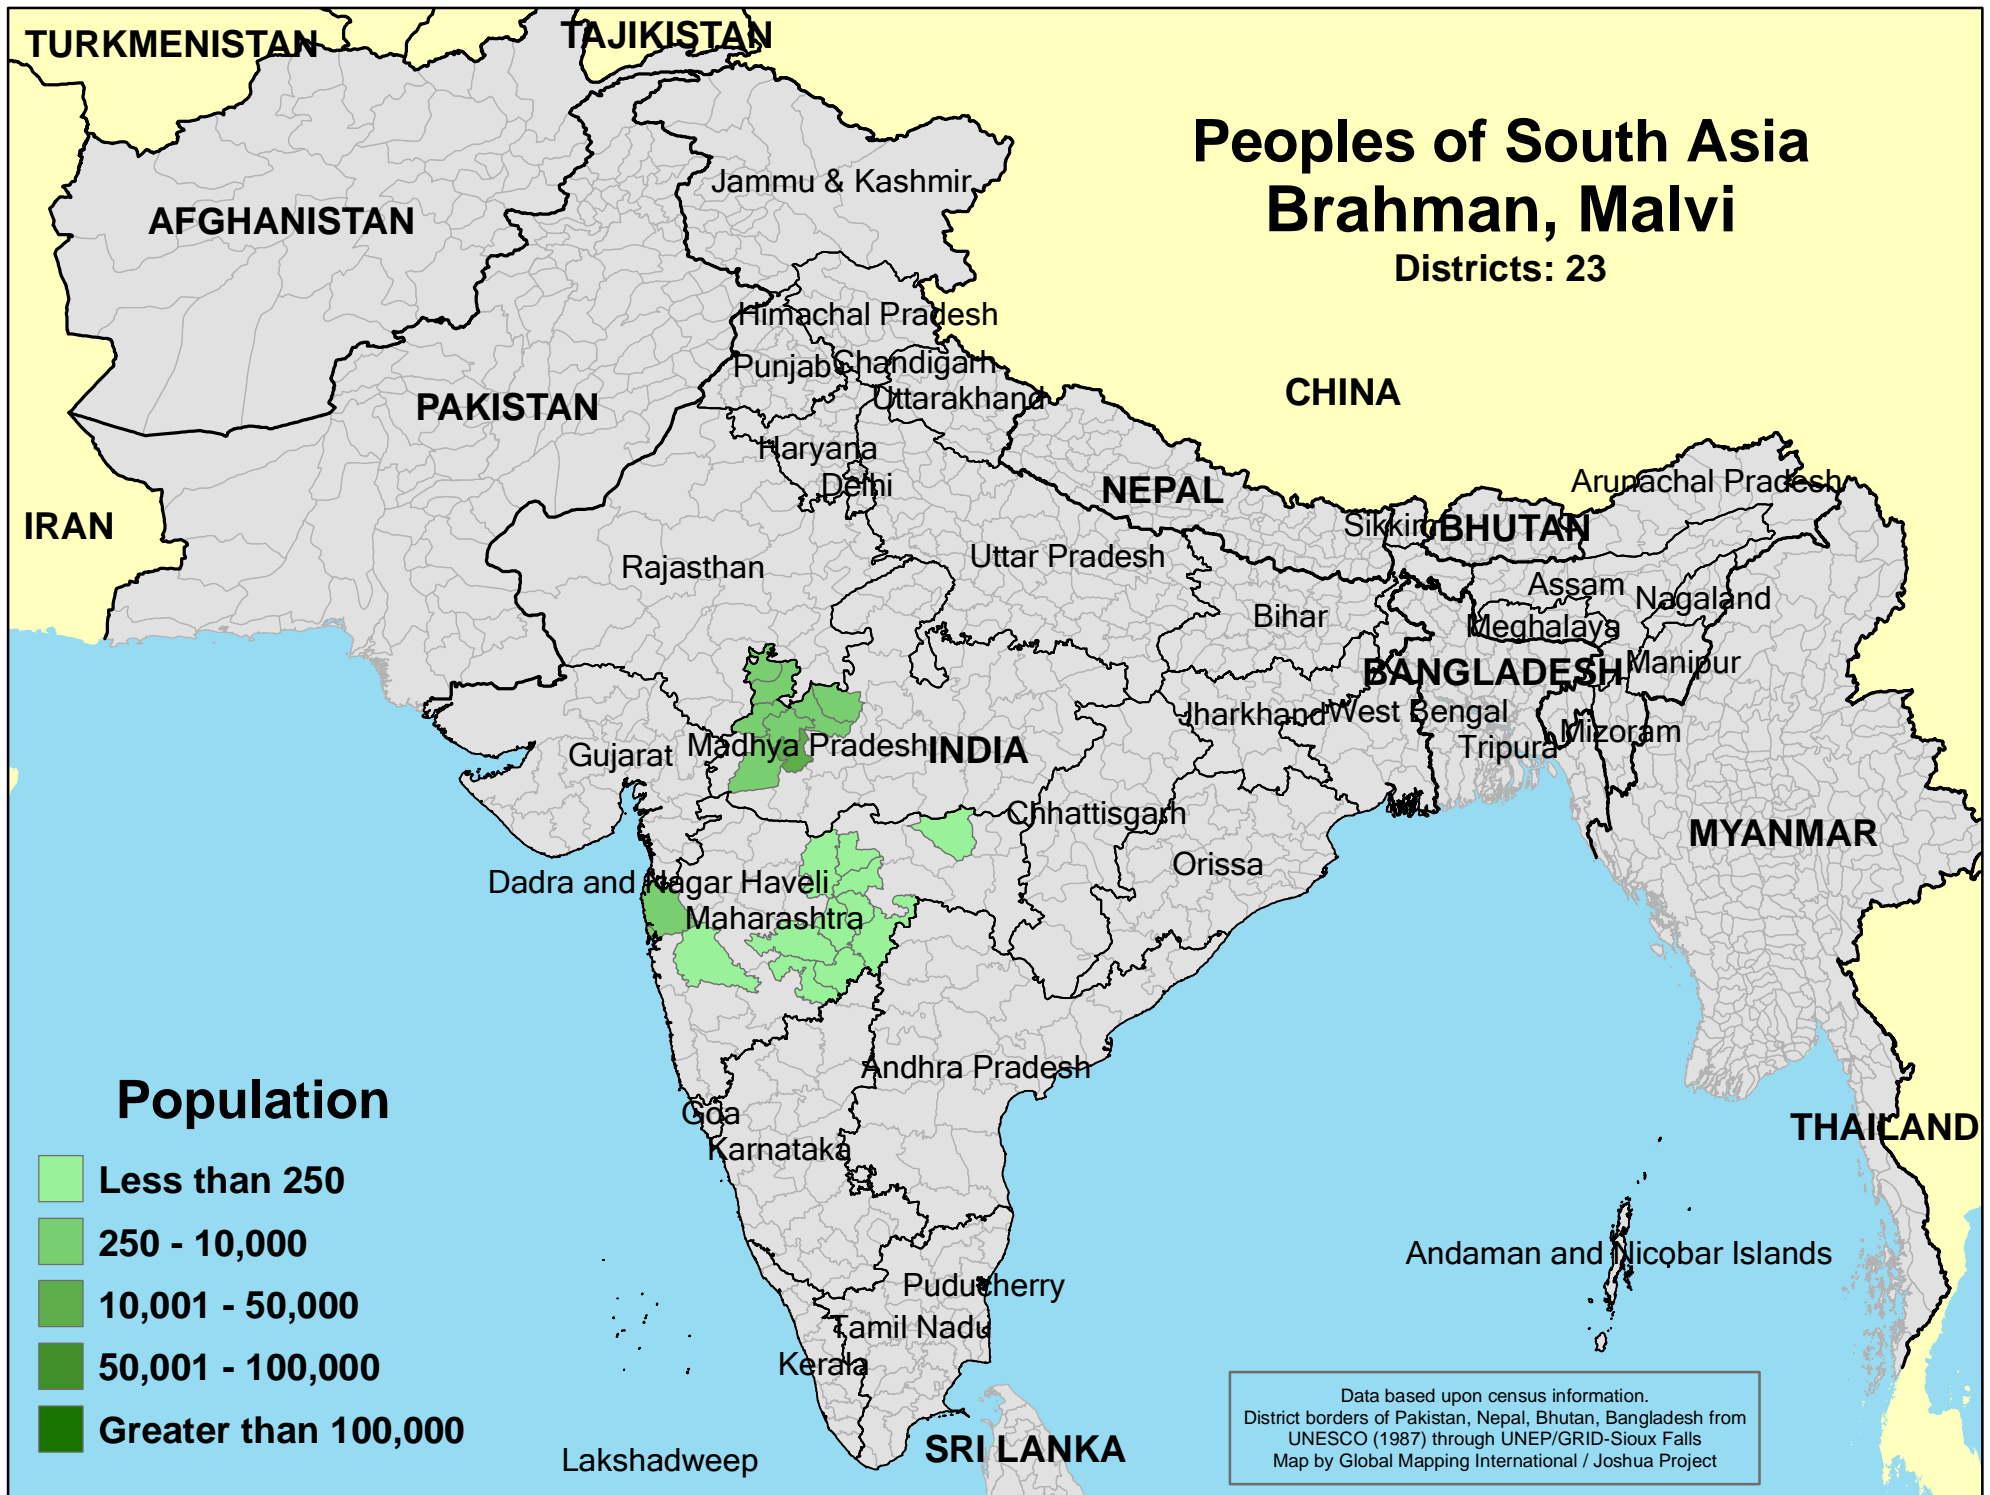 TURKMENISTAN
TAJIKISTAN
Peoples of South Asia
Brahman, Malvi
Districts: 23
Jammu & Kashmir
AFGHANISTAN
Himachal Pradesh
Punjab
Chandigarh
Uttarakhand
CHINA
PAKISTAN
Haryana
Delhi
NEPAL
Arunachal Pradesh
IRAN
Sikkim
BHUTAN
Rajasthan
Uttar Pradesh
Assam
Nagaland
Bihar
Meghalaya
BANGLADESH
Manipur
Jharkhand
West Bengal
Tripura
Mizoram
Gujarat
Madhya Pradesh
INDIA
Chhattisgarh
MYANMAR
Orissa
Dadra and Nagar Haveli
Maharashtra
Andhra Pradesh
Goa
Karnataka
THAILAND
Population
Less than 250
250 - 10,000
10,001 - 50,000
50,001 - 100,000
Greater than 100,000
Andaman and Nicobar Islands
Puducherry
Tamil Nadu
Kerala
Lakshadweep
SRI LANKA
Data based upon census information.
District borders of Pakistan, Nepal, Bhutan, Bangladesh from
UNESCO (1987) through UNEP/GRID-Sioux Falls
Map by Global Mapping International / Joshua Project